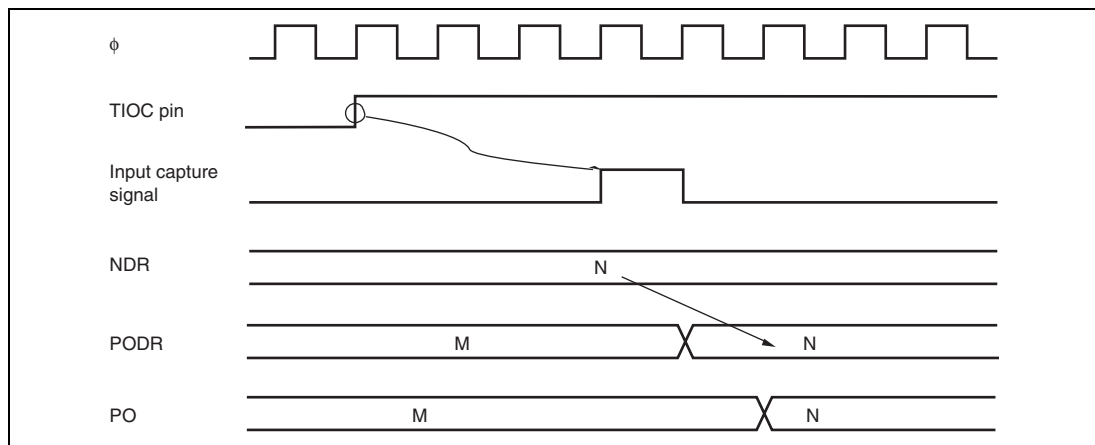 ϕ
TIOC pin
Input capture
signal
NDR
N
PODR
M
N
PO
M
N